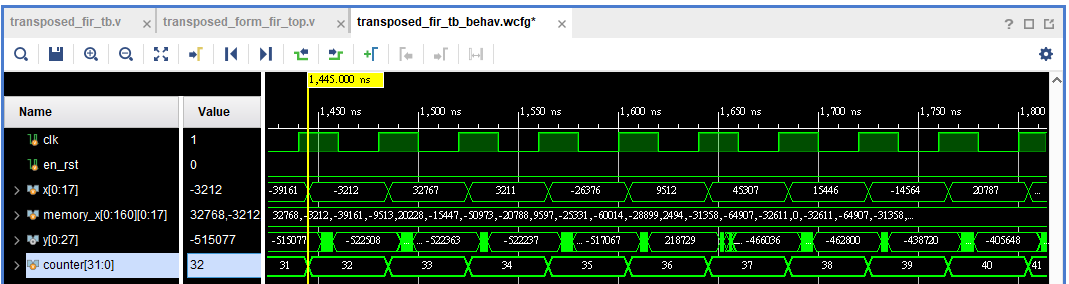 transposed_fir_tb.v × transposed_form_fir_top.v × transposed_fir_tb_behav.wcfg* ×
? 
1,445.000 ns
Name Value
1,450 ns 1,500 ns 1,550 ns 1,600 ns 1,650 ns 1,700 ns 1,750 ns 1,800
clk 1
en_rst 0
x[0:17] -3212 -39161 -3212 32767 3211 -26376 9512 45307 15446 -14564 20787 ...
memory_x[0:160][0:17] 32768,-3212 32768,-3212,-39161,-9513,20228,-15447,-50973,-20788,9597,-25331,-60014,-28899,2494,-31358,-64907,-32611,0,-32611,-64907,-31358,...
y[0:27] -515077 -515077 -522508 ... -522363 ... -522237 -517067 218729 ... -466036 -462800 -438720 -405648
counter[31:0] 32 31 32 33 34 35 36 37 38 39 40 41